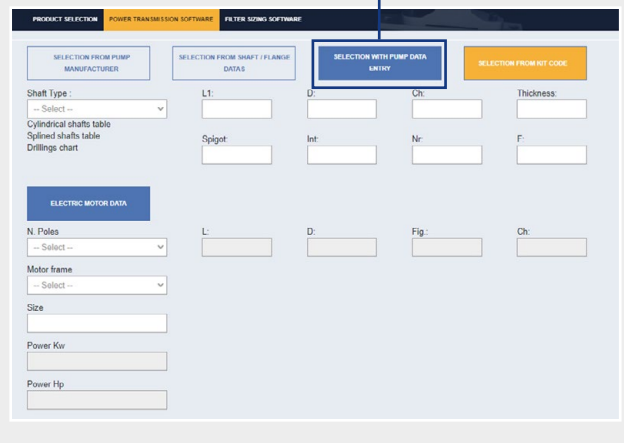 PRODUCT SELECTION POWER TRANSMISSION SOFTWARE FILTER SIZING SOFTWARE
SELECTION FROM PUMP
MANUFACTURER
SELECTION FROM SHAFT / FLANGE
DATAS
SELECTION WITH PUMP DATA
ENTRY
SELECTION FROM KIT CODE
Shaft Type : L1: D: Ch: Thickness:
-- Select --
Cylindrical shafts table
Splined shafts table
Drillings chart
Spigot: Int: Nr: F:
ELECTRIC MOTOR DATA
N. Poles L: D: Fig.: Ch:
-- Select --
Motor frame
-- Select --
Size
Power Kw
Power Hp